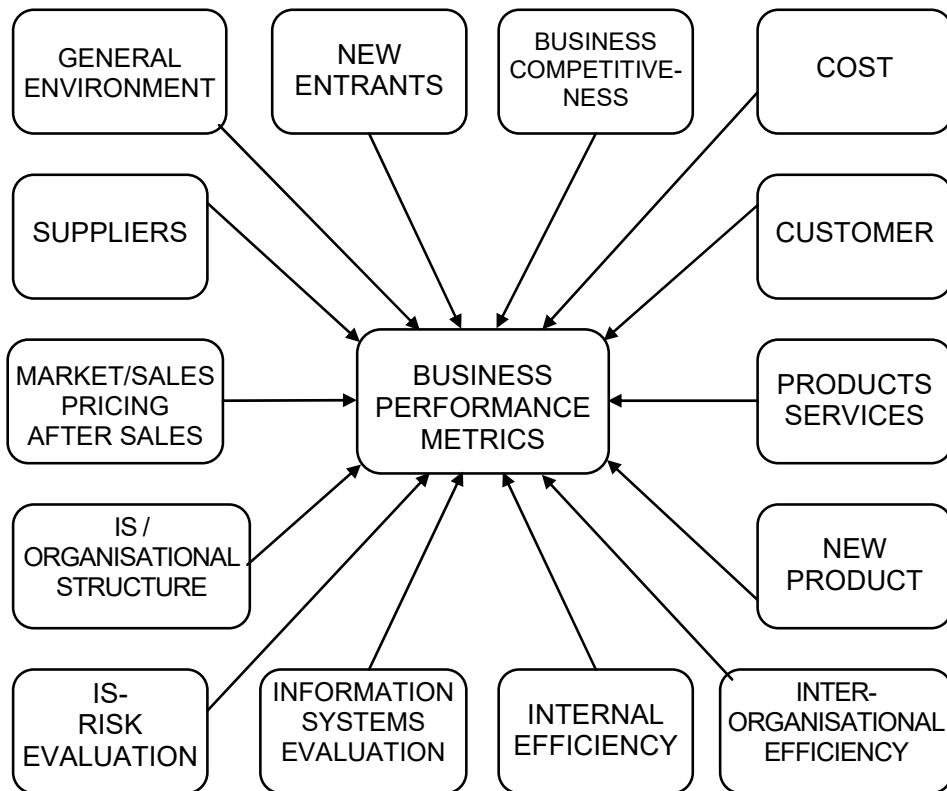 GENERAL
ENVIRONMENT
NEW
ENTRANTS
BUSINESS
COMPETITIVE-
NESS
COST
SUPPLIERS
CUSTOMER
MARKET/SALES
PRICING
AFTER SALES
BUSINESS
PERFORMANCE
METRICS
PRODUCTS
SERVICES
IS /
ORGANISATIONAL
STRUCTURE
NEW
PRODUCT
IS-
RISK
EVALUATION
INFORMATION
SYSTEMS
EVALUATION
INTERNAL
EFFICIENCY
INTER-
ORGANISATIONAL
EFFICIENCY